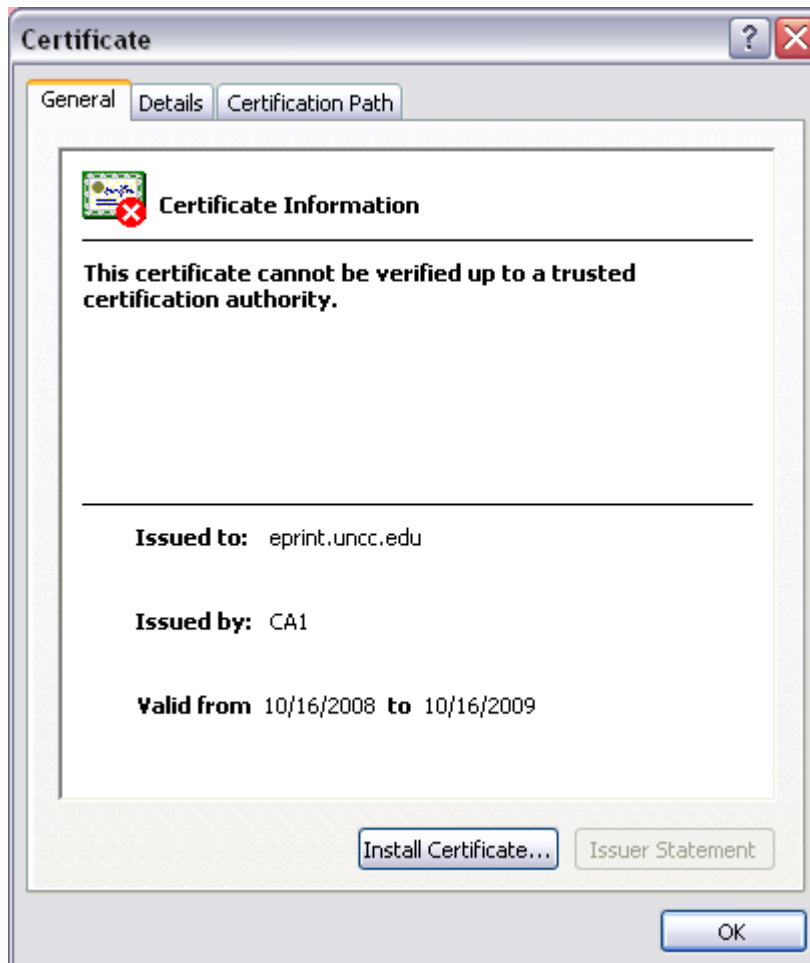 Certificate
General Details Certification Path
Certificate Information
This certificate cannot be verified up to a trusted
certification authority.
Issued to: eprint.uncc.edu
Issued by: CA1
Valid from 10/16/2008 to 10/16/2009
Install Certificate... Issuer Statement
OK